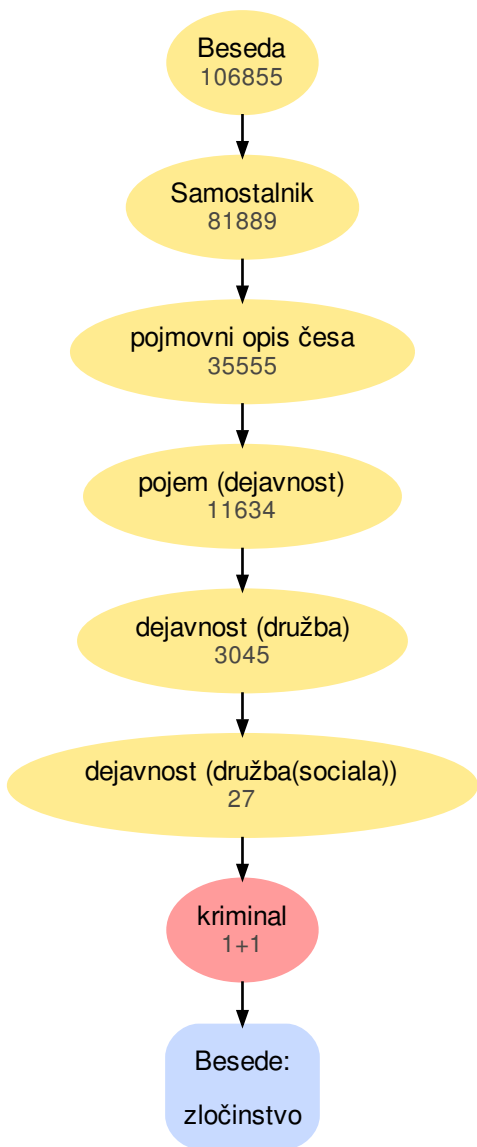 Beseda
106855
Samostalnik
81889
pojmovni opis česa
35555
pojem (dejavnost)
11634
dejavnost (družba)
3045
dejavnost (družba(sociala))
27
kriminal
1+1
Besede:
zločinstvo